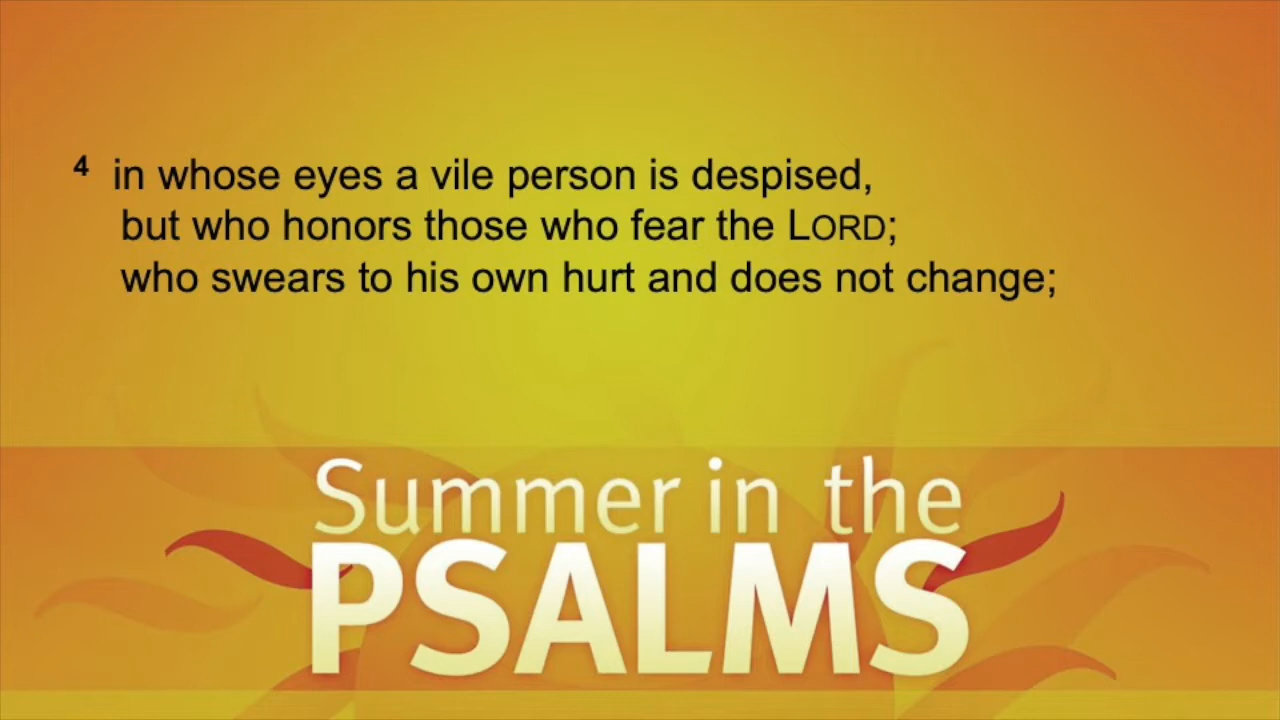 4 in whose eyes a vile person is despised,
but who honors those who fear the LORD;
who swears to his own hurt and does not change;
Summer in the
PSALMS